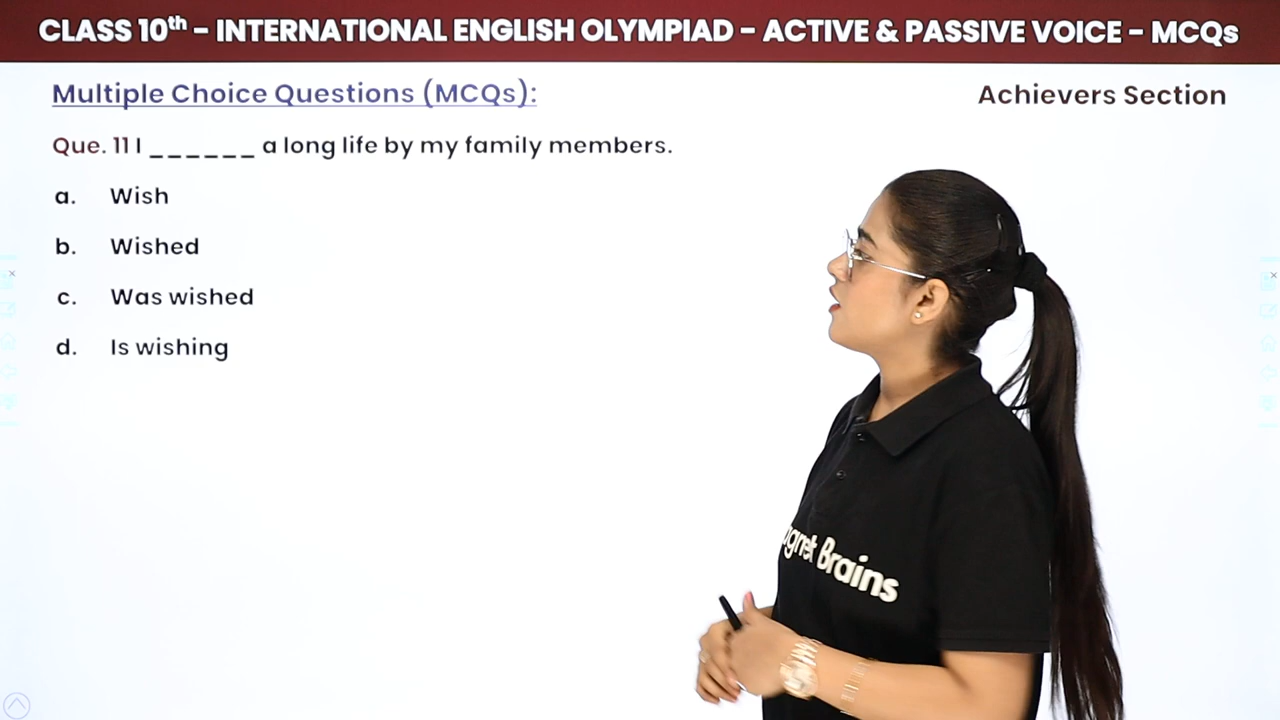 CLASS 10th - INTERNATIONAL ENGLISH OLYMPIAD - ACTIVE & PASSIVE VOICE - MCQs
Multiple Choice Questions (MCQs):
Achievers Section
Que. 11 I ______ a long life by my family members.
a. Wish
b. Wished
c. Was wished
d. Is wishing
Brains